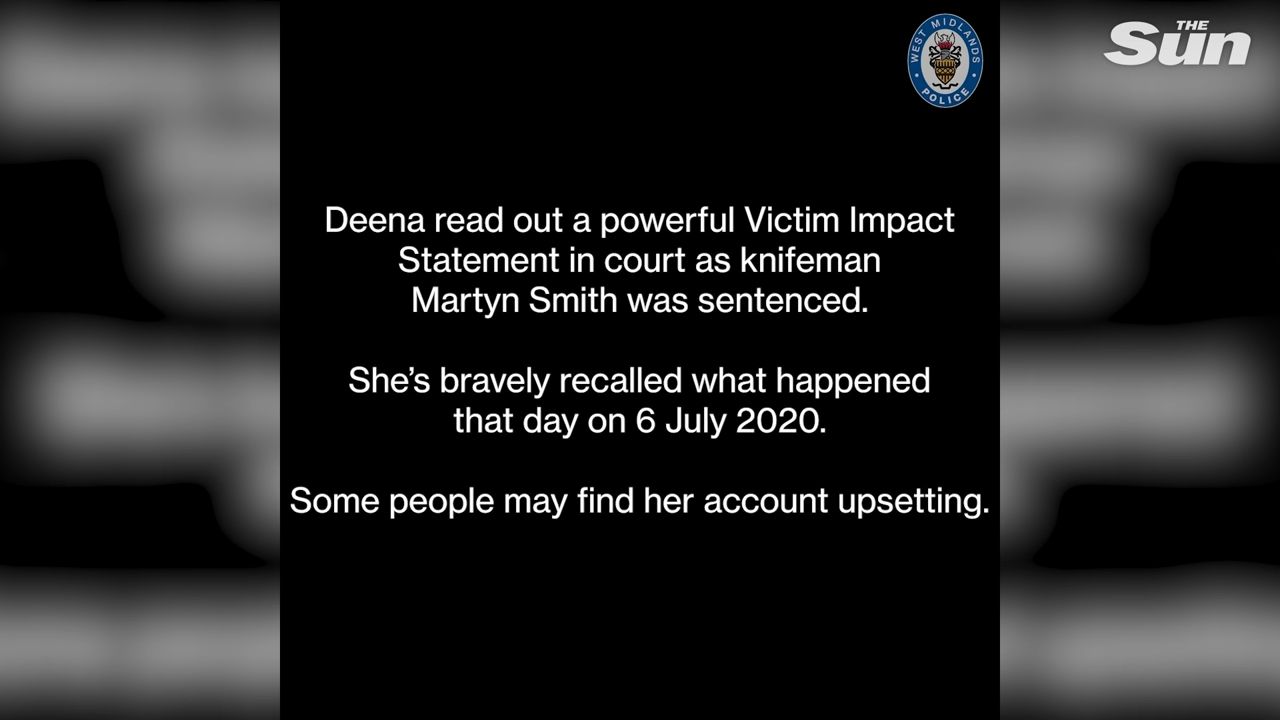 WEST MIDLANDS
POLICE
THE
Sun
Deena read out a powerful Victim Impact
Statement in court as knifeman
Martyn Smith was sentenced.
She’s bravely recalled what happened
that day on 6 July 2020.
Some people may find her account upsetting.